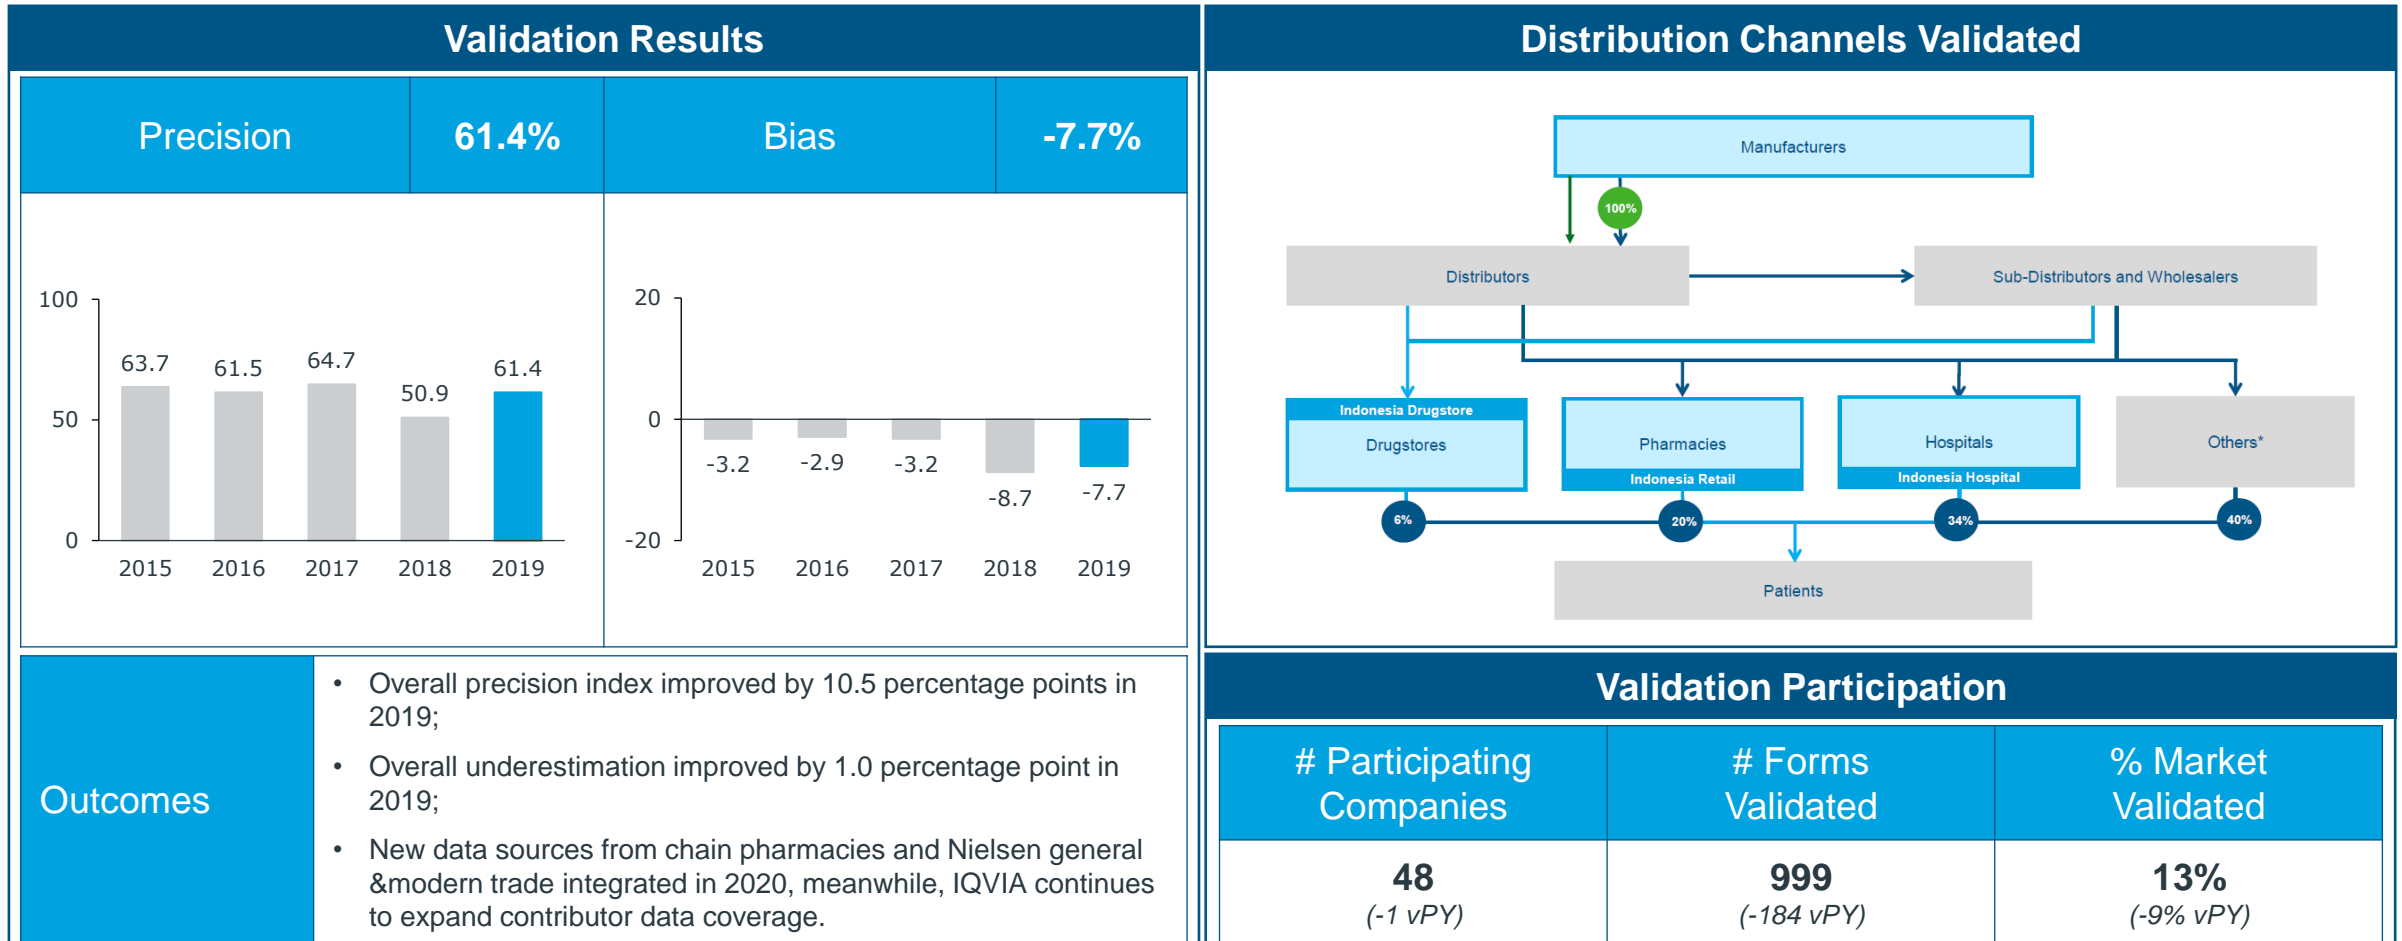 Validation Results
Precision
61.4%
Bias
-7.7%
100
50
0
63.7
61.5
64.7
50.9
61.4
2015
2016
2017
2018
2019
20
0
-20
-3.2
-2.9
-3.2
-8.7
-7.7
2015
2016
2017
2018
2019
Outcomes
• Overall precision index improved by 10.5 percentage points in
2019;
• Overall underestimation improved by 1.0 percentage point in
2019;
• New data sources from chain pharmacies and Nielsen general
&modern trade integrated in 2020, meanwhile, IQVIA continues
to expand contributor data coverage.
Distribution Channels Validated
Manufacturers
100%
Distributors
Sub-Distributors and Wholesalers
Indonesia Drugstore
Drugstores
Pharmacies
Indonesia Retail
Hospitals
Indonesia Hospital
Others*
6%
20%
34%
40%
Patients
Validation Participation
# Participating
Companies
# Forms
Validated
% Market
Validated
48
(-1 vPY)
999
(-184 vPY)
13%
(-9% vPY)